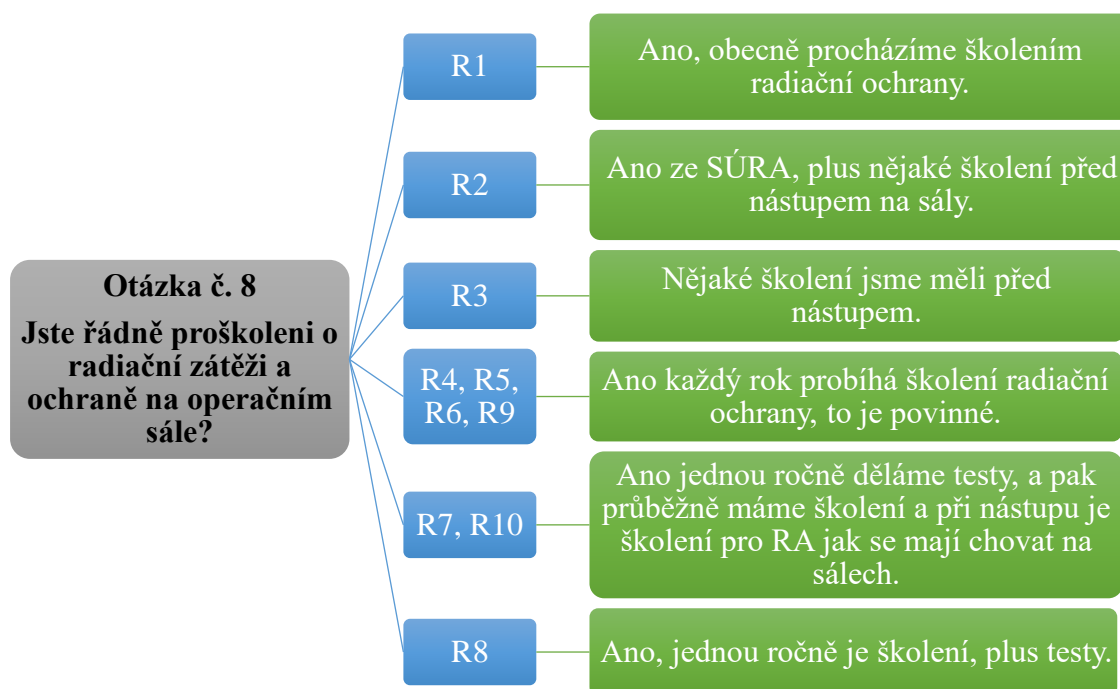 Otázka č. 8
Jste řádně proškoleni o
radiační zátěži a
ochraně na operačním
sále?
R1
Ano, obecně procházíme školením
radiační ochrany.
R2
Ano ze SÚRA, plus nějaké školení před
nástupem na sály.
R3
Nějaké školení jsme měli před
nástupem.
R4, R5,
R6, R9
Ano každý rok probíhá školení radiační
ochrany, to je povinné.
R7, R10
Ano jednou ročně děláme testy, a pak
průběžně máme školení a při nástupu je
školení pro RA jak se mají chovat na
sálech.
R8
Ano, jednou ročně je školení, plus testy.